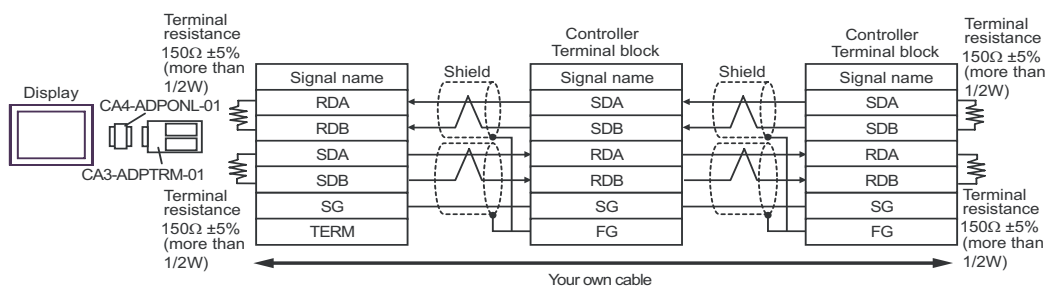 Terminal
resistance
150Ω ±5%
(more than
1/2W)
Display
CA4-ADPONL-01
CA3-ADPTRM-01
Terminal
resistance
150Ω ±5%
(more than
1/2W)
Signal name
RDA
RDB
SDA
SDB
SG
TERM
Shield
Controller
Terminal block
Signal name
SDA
SDB
RDA
RDB
SG
FG
Shield
Controller
Terminal block
Signal name
SDA
SDB
RDA
RDB
SG
FG
Terminal
resistance
150Ω ±5%
(more than
1/2W)
Terminal
resistance
150Ω ±5%
(more than
1/2W)
Your own cable